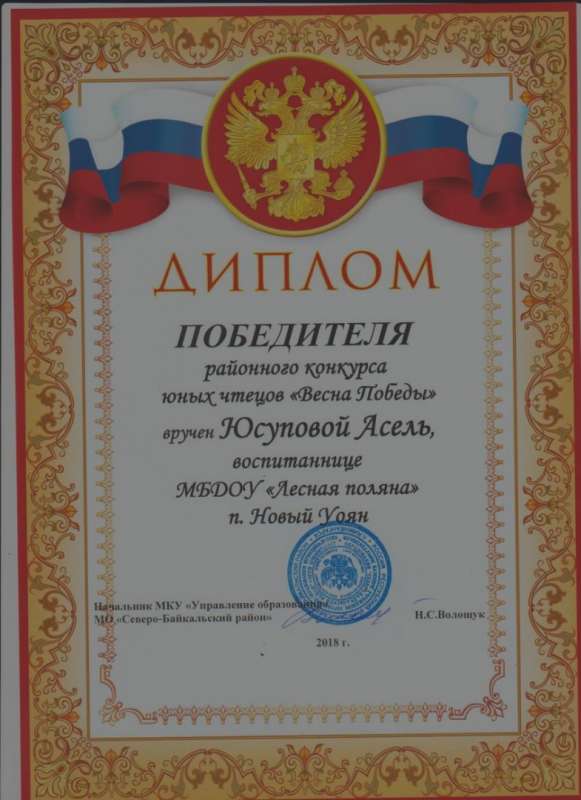 ДИПЛОМ
ПОБЕДИТЕЛЯ
районного конкурса
юных чтецов «Весна Победы»
вручен Юсуповой Асель,
воспитаннице
МБДОУ «Лесная поляна»
п. Новый Уоян
Начальник МКУ «Управление образования»
МО «Северо-Байкальский район»
Н.С.Волощук
2018 г.